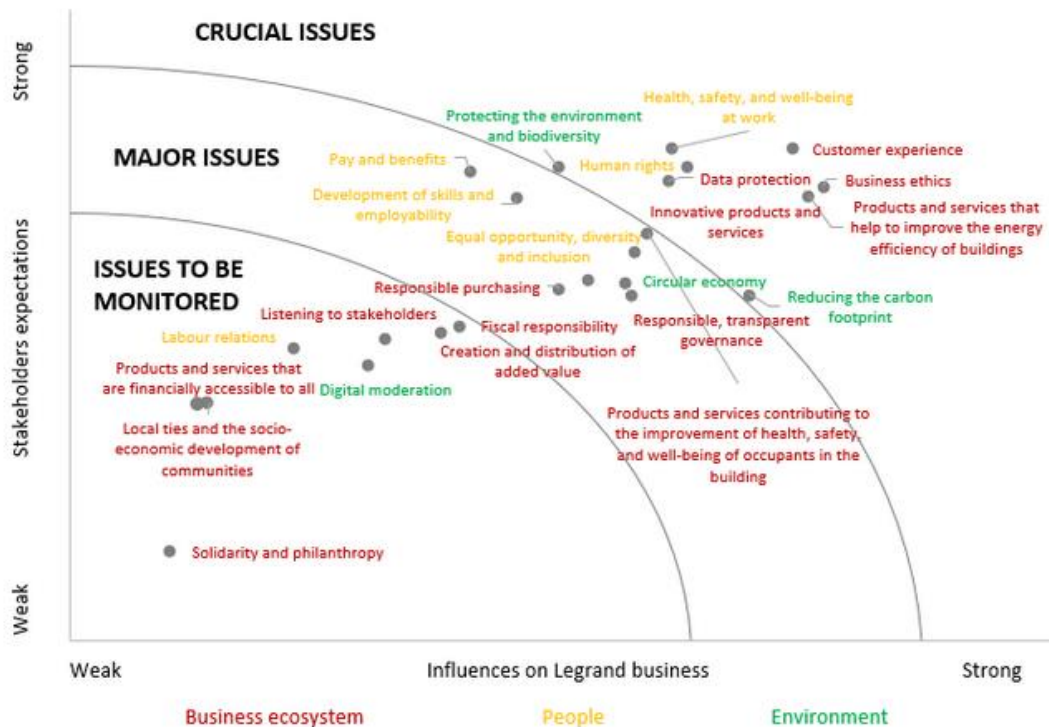 CRUCIAL ISSUES
Strong
Health, safety, and well-being
at work
Protecting the environment
and biodiversity
MAJOR ISSUES
Pay and benefits
Human rights
Customer experience
Data protection
Business ethics
Development of skills and
employability
Innovative products and
services
Products and services that
help to improve the energy
efficiency of buildings
Equal opportunity, diversity
and inclusion
ISSUES TO BE
MONITORED
Responsible purchasing
Circular economy
Reducing the carbon
footprint
Listening to stakeholders
Fiscal responsibility
Responsible, transparent
governance
Labour relations
Creation and distribution of
added value
Products and services that
are financially accessible to all
Digital moderation
Local ties and the socio-
economic development of
communities
Products and services contributing to
the improvement of health, safety,
and well-being of occupants in the
building
Stakeholders expectations
Solidarity and philanthropy
Weak
Weak
Influences on Legrand business
Strong
Business ecosystem
People
Environment